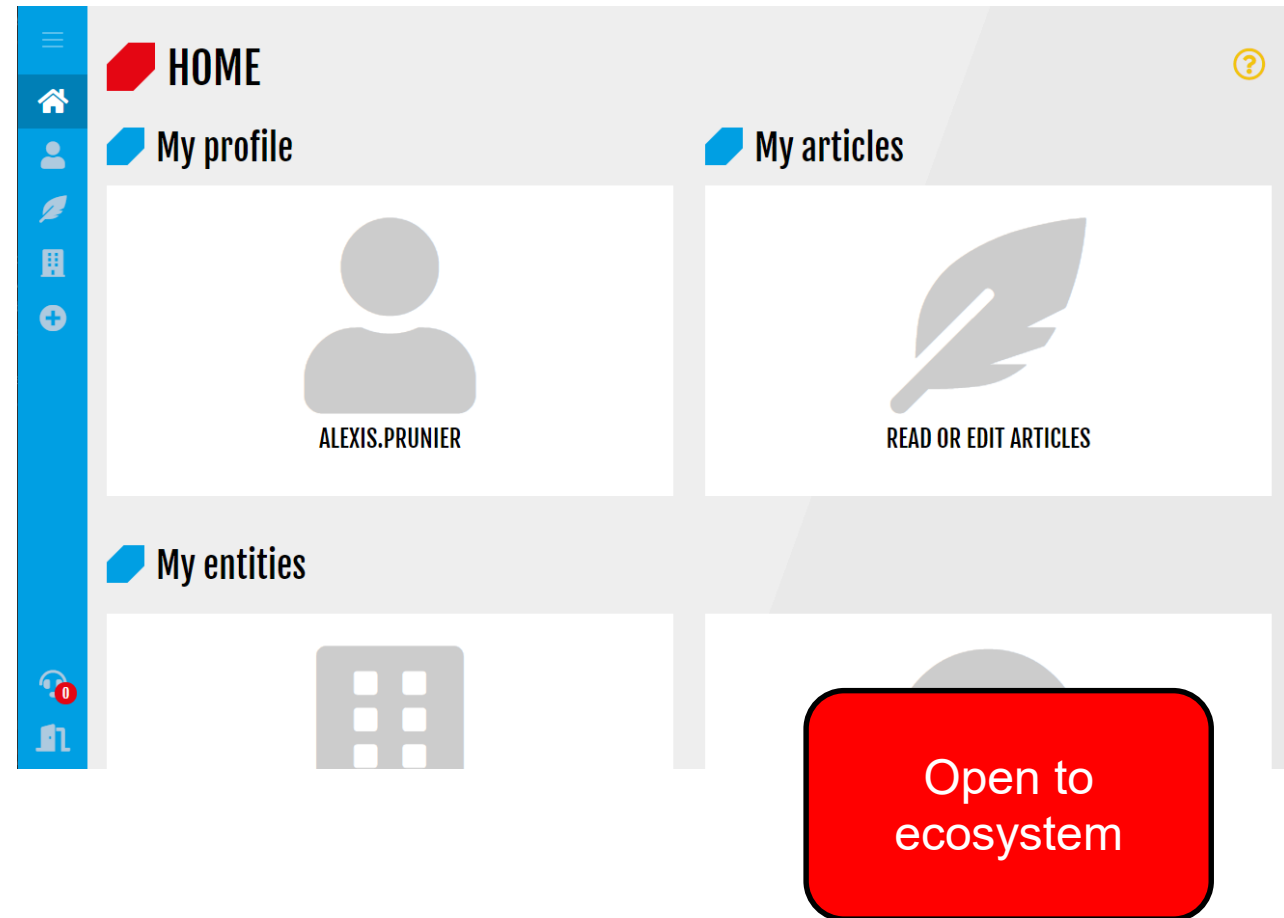 HOME
My profile
My articles
ALEXIS.PRUNIER
READ OR EDIT ARTICLES
My entities
0
Open to
ecosystem